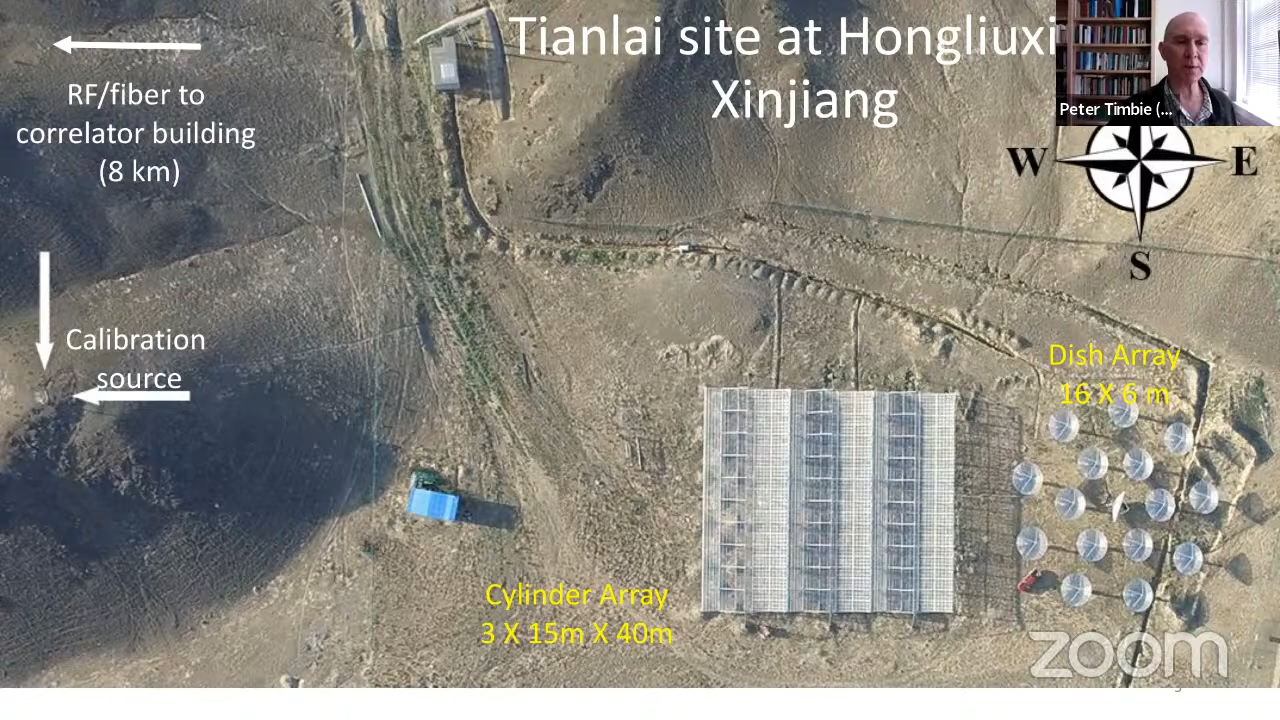 Tianlai site at Hongliuxi
Xinjiang
RF/fiber to
correlator building
(8 km)
Peter Timbie (...
W
E
S
Calibration
source
Dish Array
16 X 6 m
Cylinder Array
3 X 15m X 40m
zoom